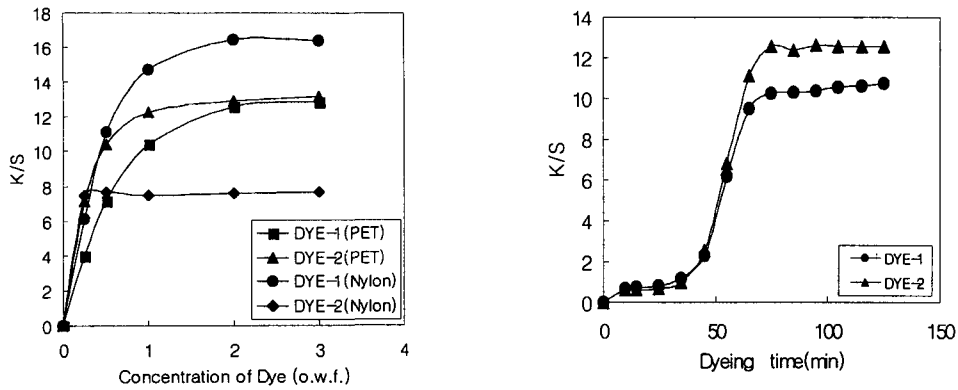 18
16
14
12
10
8
6
4
2
0
K/S
0
1
2
3
4
Concentration of Dye (o.w.f.)
DYE-1 (PET)
DYE-2 (PET)
DYE-1 (Nylon)
DYE-2 (Nylon)
14
12
10
8
6
4
2
0
K/S
0
50
100
150
Dyeing time(min)
DYE-1
DYE-2